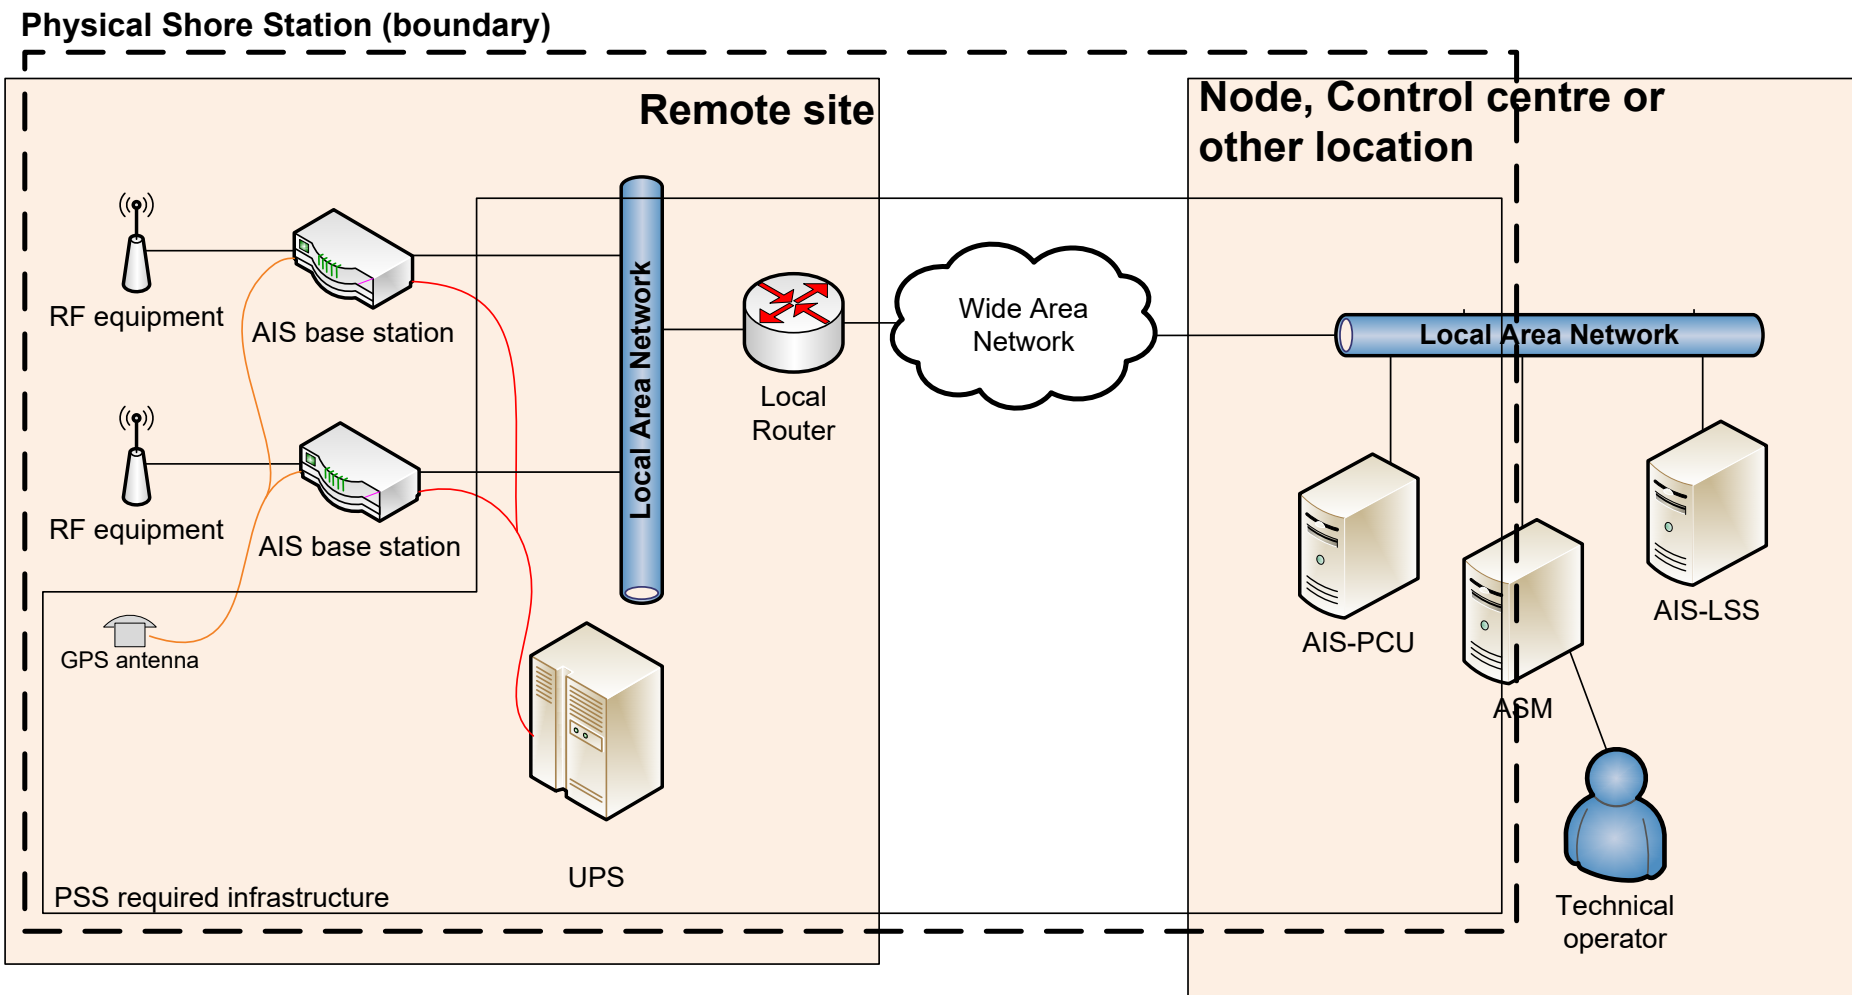 Physical Shore Station (boundary)
Remote site
Node, Control centre or
other location
RF equipment
AIS base station
Local Area Network
Local
Router
Wide Area
Network
Local Area Network
RF equipment
AIS base station
GPS antenna
UPS
PSS required infrastructure
AIS-PCU
ASM
AIS-LSS
Technical
operator